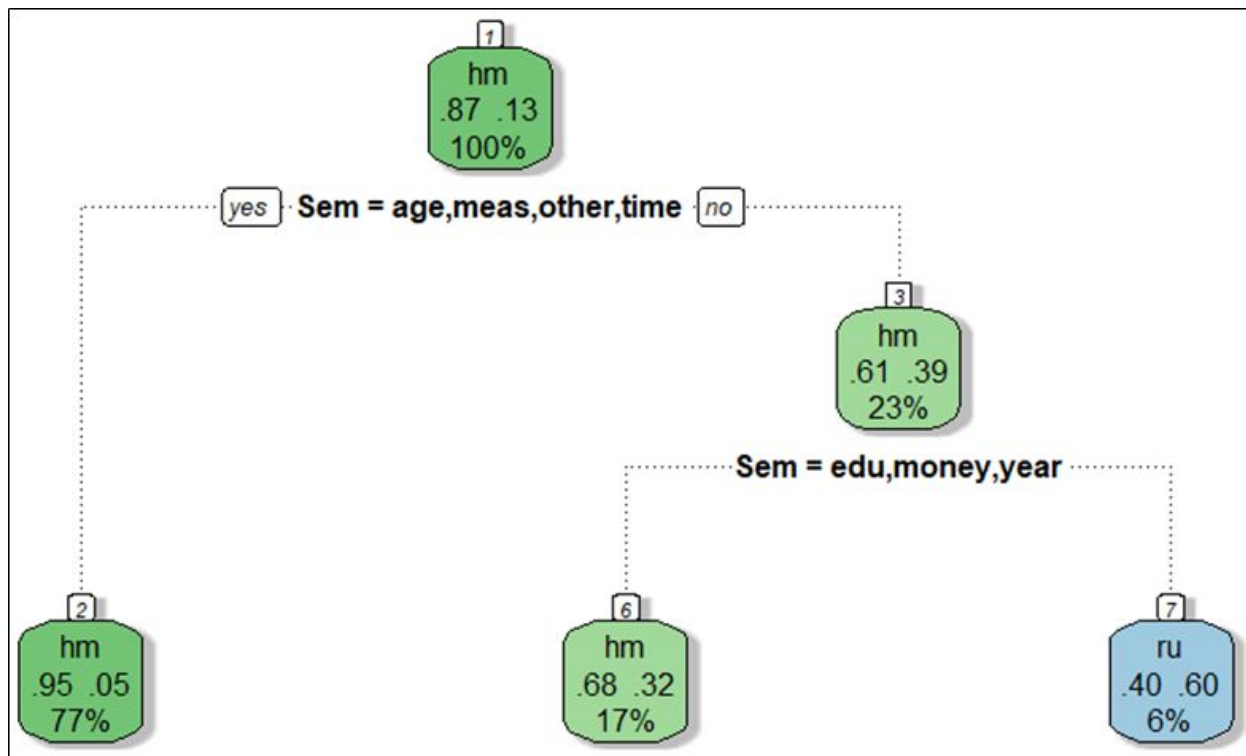 1
hm
.87 .13
100%
yes Sem = age,meas,other,time no
3
hm
.61 .39
23%
Sem = edu,money,year
2
hm
.95 .05
77%
6
hm
.68 .32
17%
7
ru
.40 .60
6%